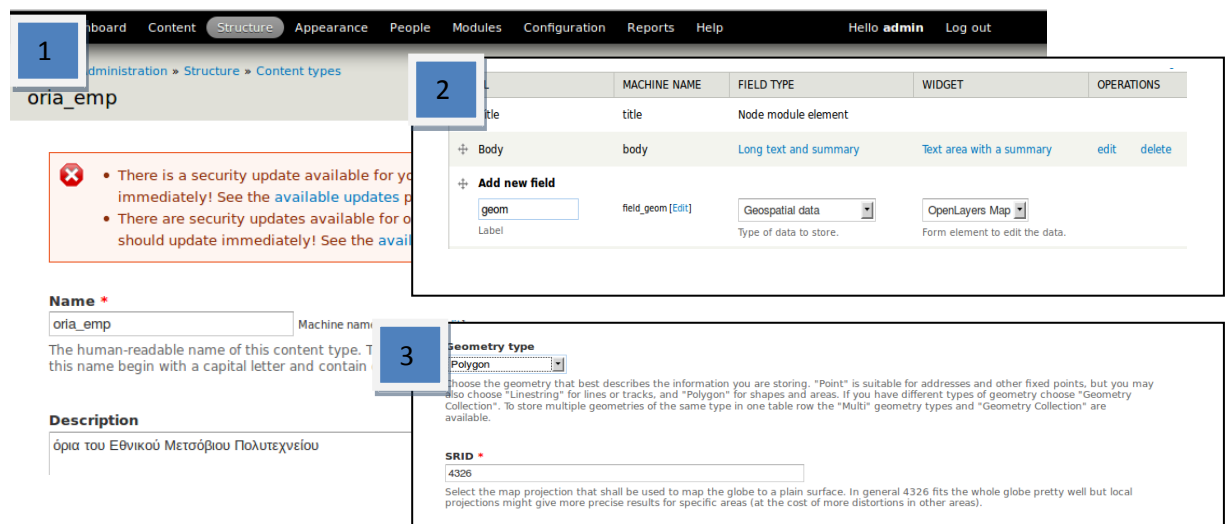 1
board Content Structure Appearance People Modules Configuration Reports Help Hello admin Log out
dministration » Structure » Content types
oria_emp
There is a security update available for
immediately! See the available updates
There are security updates available for
should update immediately! See the
Name *
oria_emp Machine name
The human-readable name of this content type.
this name begin with a capital letter and contain
Description
όρια του Εθνικού Μετσόβιου Πολυτεχνείου
2
MACHINE NAME FIELD TYPE WIDGET OPERATIONS
title Node module element
Body body Long text and summary Text area with a summary edit delete
Add new field
geom field_geom [Edit] Geospatial data OpenLayers Map
Label Type of data to store. Form element to edit the data.
3
Geometry type
Polygon
Choose the geometry that best describes the information you are storing. "Point" is suitable for addresses and other fixed points, but you may
also choose "Linestring" for lines or tracks, and "Polygon" for shapes and areas. If you have different types of geometry choose "Geometry
Collection". To store multiple geometries of the same type in one table row the "Multi" geometry types and "Geometry Collection" are
available.
SRID *
4326
Select the map projection that shall be used to map the globe to a plain surface. In general 4326 fits the whole globe pretty well but local
projections might give more precise results for specific areas (at the cost of more distortions in other areas).